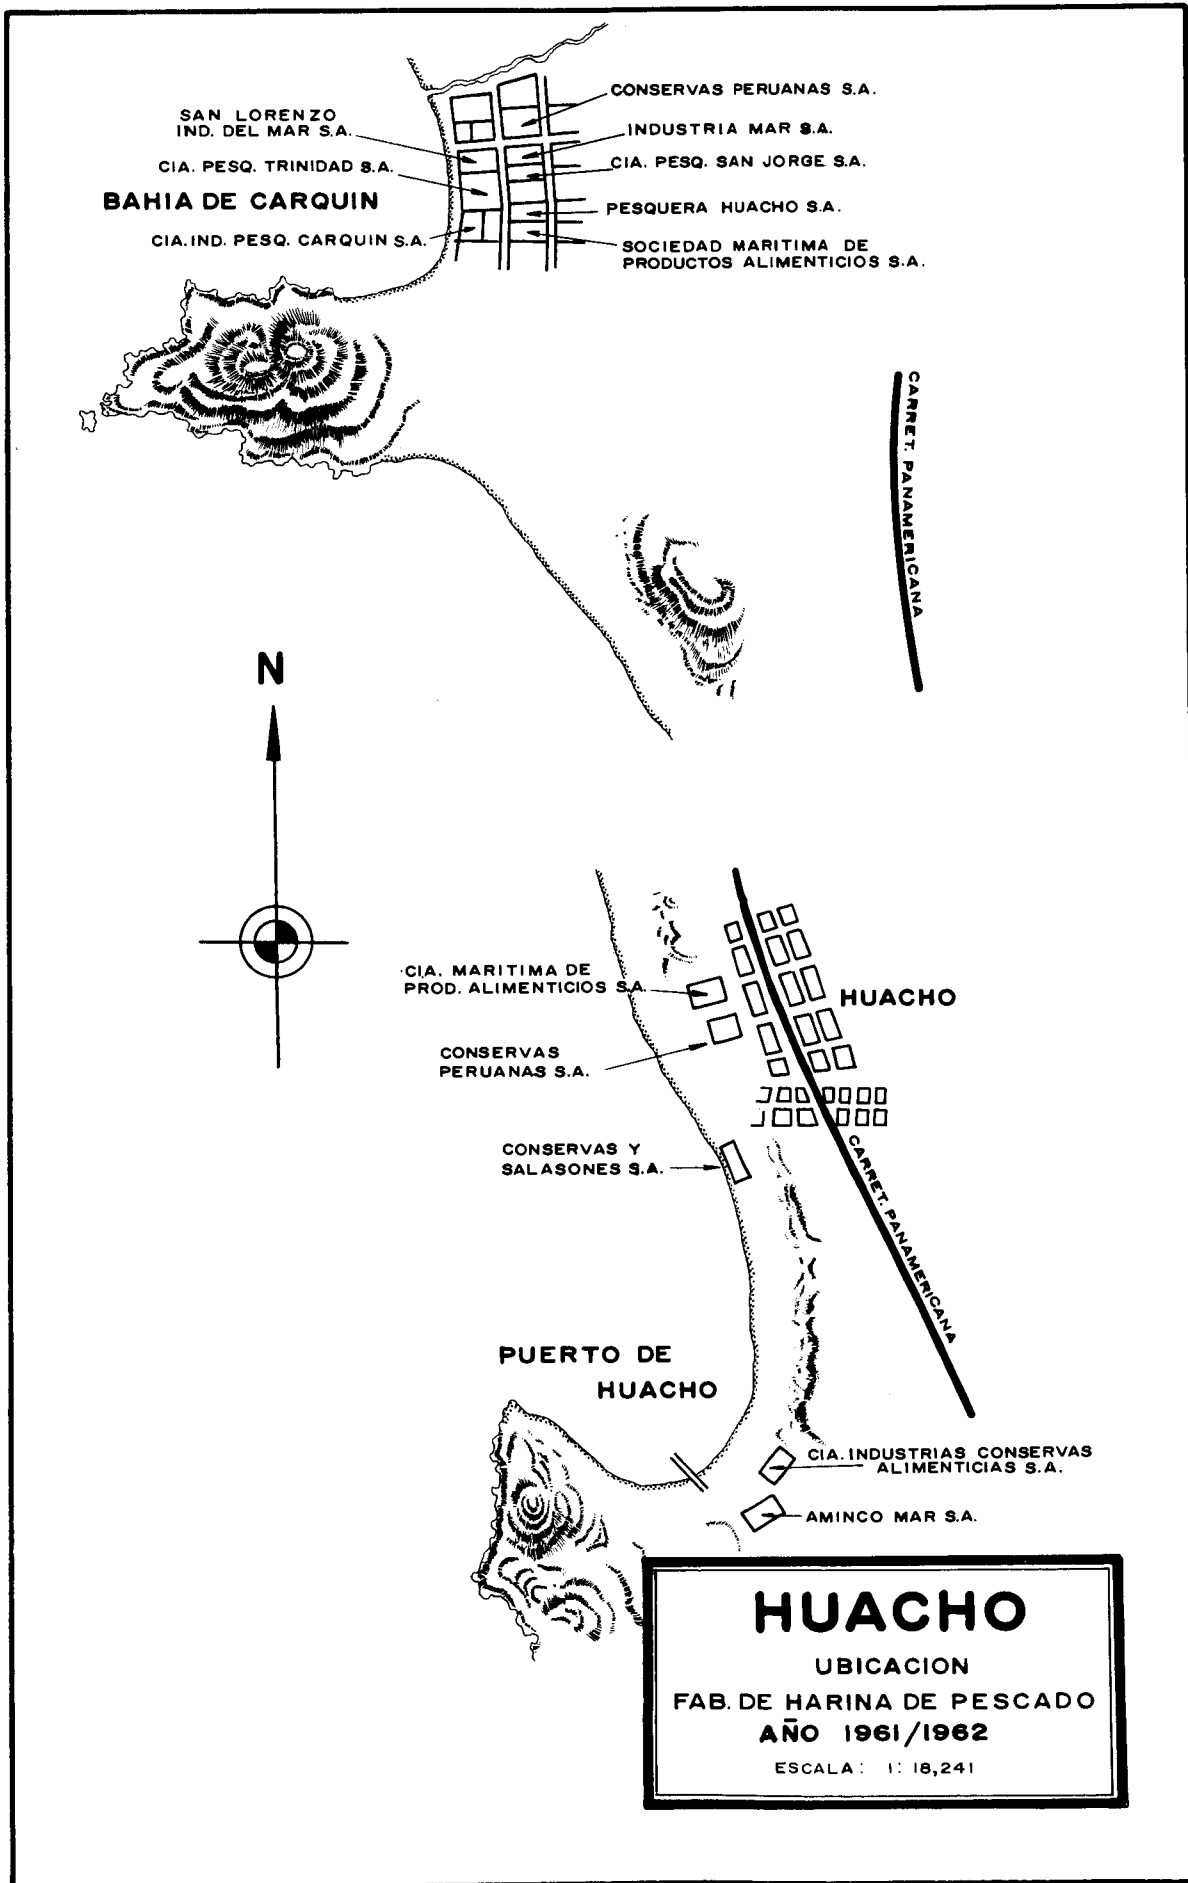 CONSERVAS PERUANAS S.A.
SAN LORENZO
IND. DEL MAR S.A.
INDUSTRIA MAR S.A.
CIA. PESQ. TRINIDAD S.A.
CIA. PESQ. SAN JORGE S.A.
BAHIA DE CARQUIN
PESQUERA HUACHO S.A.
CIA. IND. PESQ. CARQUIN S.A.
SOCIEDAD MARITIMA DE
PRODUCTOS ALIMENTICIOS S.A.
CARRET. PANAMERICANA
N
CIA. MARITIMA DE
PROD. ALIMENTICIOS S.A.
HUACHO
CONSERVAS
PERUANAS S.A.
CONSERVAS Y
SALASONES S.A.
CARRET. PANAMERICANA
PUERTO DE
HUACHO
CIA. INDUSTRIAS CONSERVAS
ALIMENTICIAS S.A.
AMINCO MAR S.A.
HUACHO
UBICACION
FAB. DE HARINA DE PESCADO
AÑO 1961/1962
ESCALA: 1: 18,241